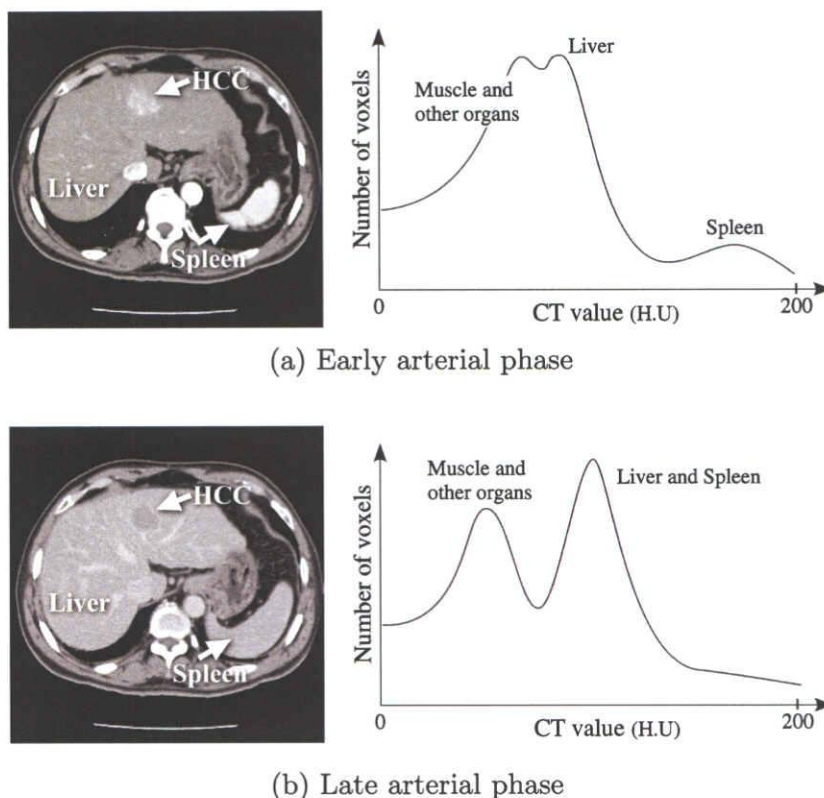 HCC
Liver
Spleen
Number of voxels
Muscle and
other organs
Liver
Spleen
0
200
CT value (H.U)
(a) Early arterial phase
HCC
Liver
Spleen
Number of voxels
Muscle and
other organs
Liver and Spleen
0
200
CT value (H.U)
(b) Late arterial phase